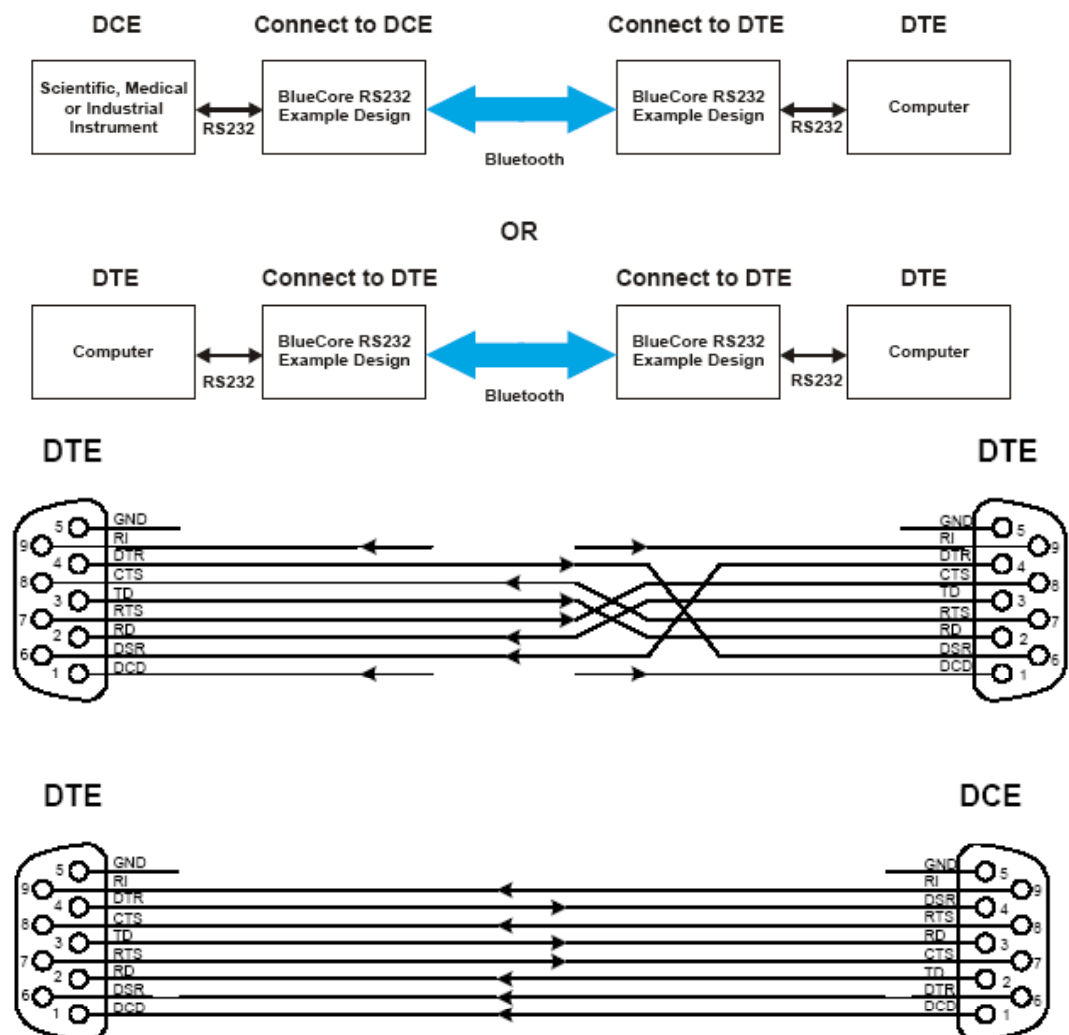 DCE Connect to DCE Connect to DTE DTE
Scientific, Medical
or Industrial
Instrument
RS232
BlueCore RS232
Example Design
Bluetooth
BlueCore RS232
Example Design
RS232
Computer
OR
DTE Connect to DTE Connect to DTE DTE
Computer
RS232
BlueCore RS232
Example Design
Bluetooth
BlueCore RS232
Example Design
RS232
Computer
DTE DTE
5 GND GND 5
9 RI RI 9
4 DTR DTR 4
8 CTS CTS 8
3 TD TD 3
7 RTS RTS 7
2 RD RD 2
6 DSR DSR 6
1 DCD DCD 1
DTE DCE
5 GND GND 5
9 RI RI 9
4 DTR DSR 4
8 CTS RTS 8
3 TD RD 3
7 RTS CTS 7
2 RD TD 2
6 DSR DTR 6
1 DCD DCD 1